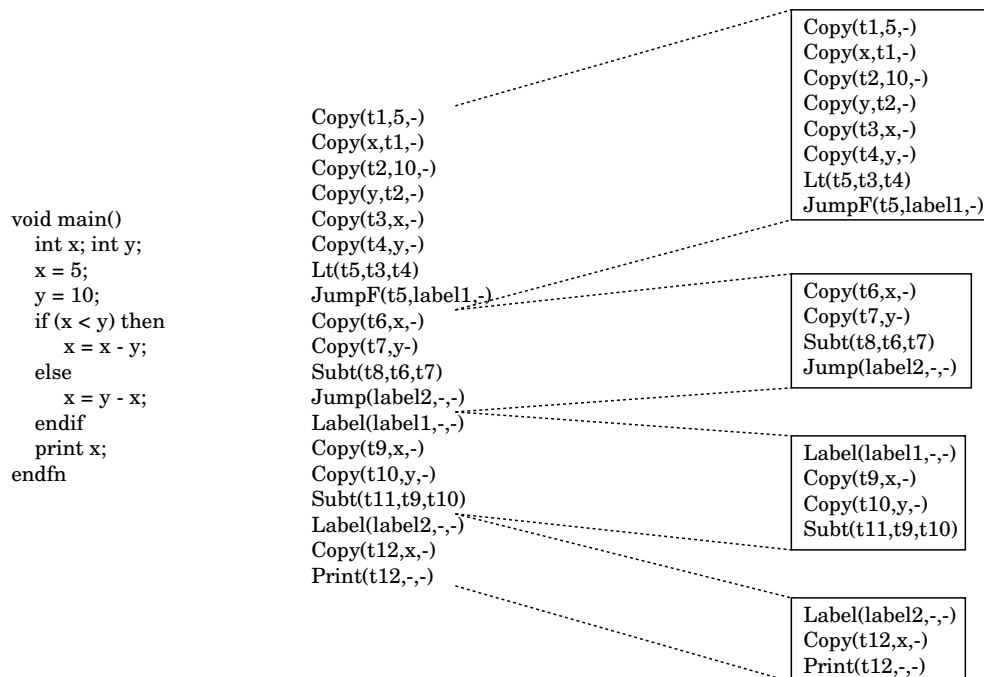 void main()
int x; int y;
x = 5;
y = 10;
if (x < y) then
x = x - y;
else
x = y - x;
endif
print x;
endfn
Copy(t1,5,-)
Copy(x,t1,-)
Copy(t2,10,-)
Copy(y,t2,-)
Copy(t3,x,-)
Copy(t4,y,-)
Lt(t5,t3,t4)
JumpF(t5,label1,-)
Copy(t6,x,-)
Copy(t7,y-)
Subt(t8,t6,t7)
Jump(label2,-,-)
Label(label1,-,-)
Copy(t9,x,-)
Copy(t10,y,-)
Subt(t11,t9,t10)
Label(label2,-,-)
Copy(t12,x,-)
Print(t12,-,-)
Copy(t1,5,-)
Copy(x,t1,-)
Copy(t2,10,-)
Copy(y,t2,-)
Copy(t3,x,-)
Copy(t4,y,-)
Lt(t5,t3,t4)
JumpF(t5,label1,-)
Copy(t6,x,-)
Copy(t7,y-)
Subt(t8,t6,t7)
Jump(label2,-,-)
Label(label1,-,-)
Copy(t9,x,-)
Copy(t10,y,-)
Subt(t11,t9,t10)
Label(label2,-,-)
Copy(t12,x,-)
Print(t12,-,-)